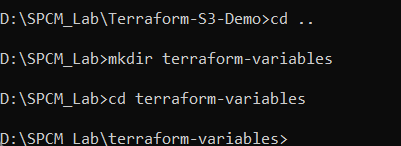 D:\SPCM_Lab\Terraform-S3-Demo>cd ..
D:\SPCM_Lab>mkdir terraform-variables
D:\SPCM_Lab>cd terraform-variables
D:\SPCM_Lab\terraform-variables>